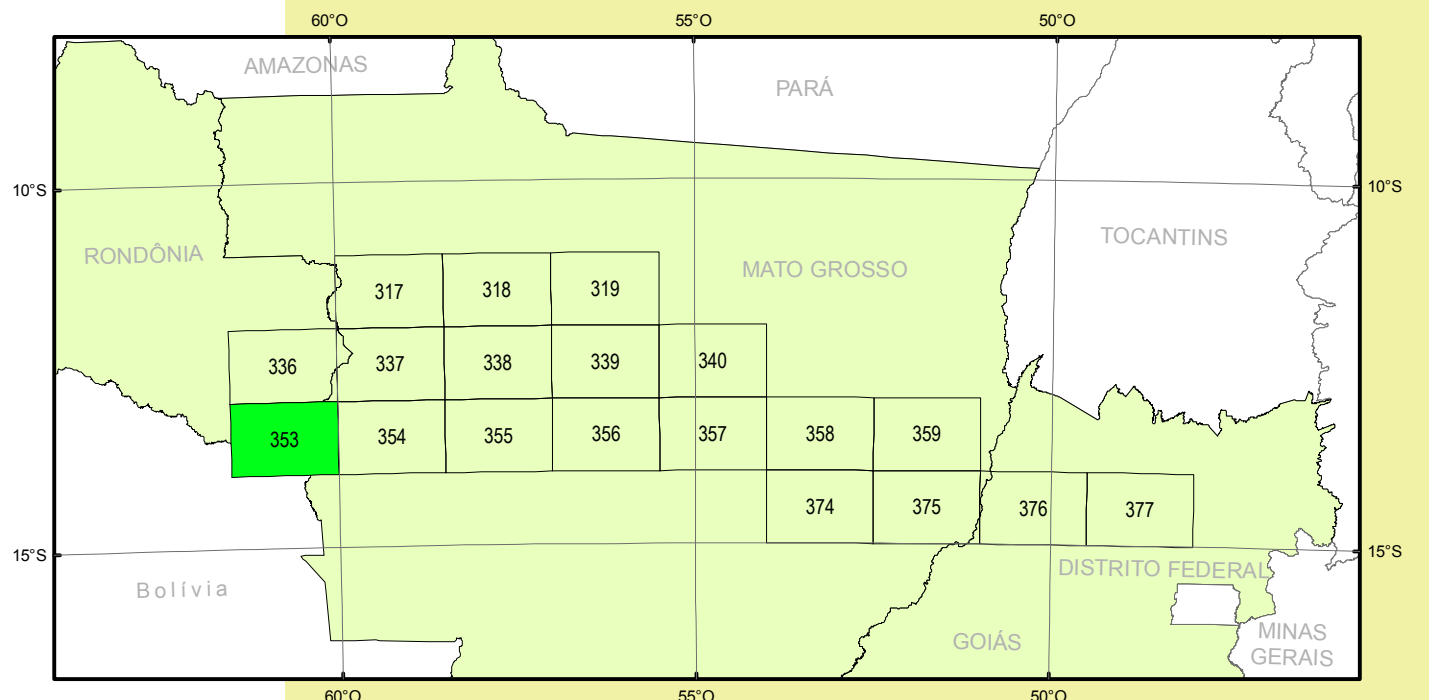 60°O 55°O 50°O
AMAZONAS
PARÁ
10°S 10°S
TOCANTINS
RONDÔNIA
MATO GROSSO
317 318 319
336 337 338 339 340
353 354 355 356 357 358 359
374 375 376 377
15°S 15°S
DISTRITO FEDERAL
Bolívia
MINAS
GERAIS
GOIÁS
60°O 55°O 50°O